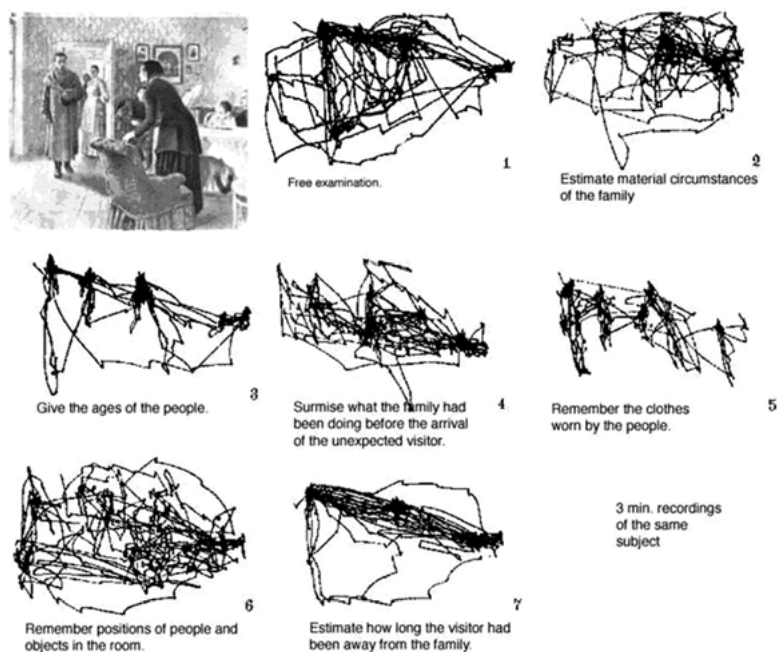 1
Free examination.
2
Estimate material circumstances
of the family
3
Give the ages of the people.
4
Surmise what the family had
been doing before the arrival
of the unexpected visitor.
5
Remember the clothes
worn by the people.
6
Remember positions of people and
objects in the room.
7
Estimate how long the visitor had
been away from the family.
3 min. recordings
of the same
subject